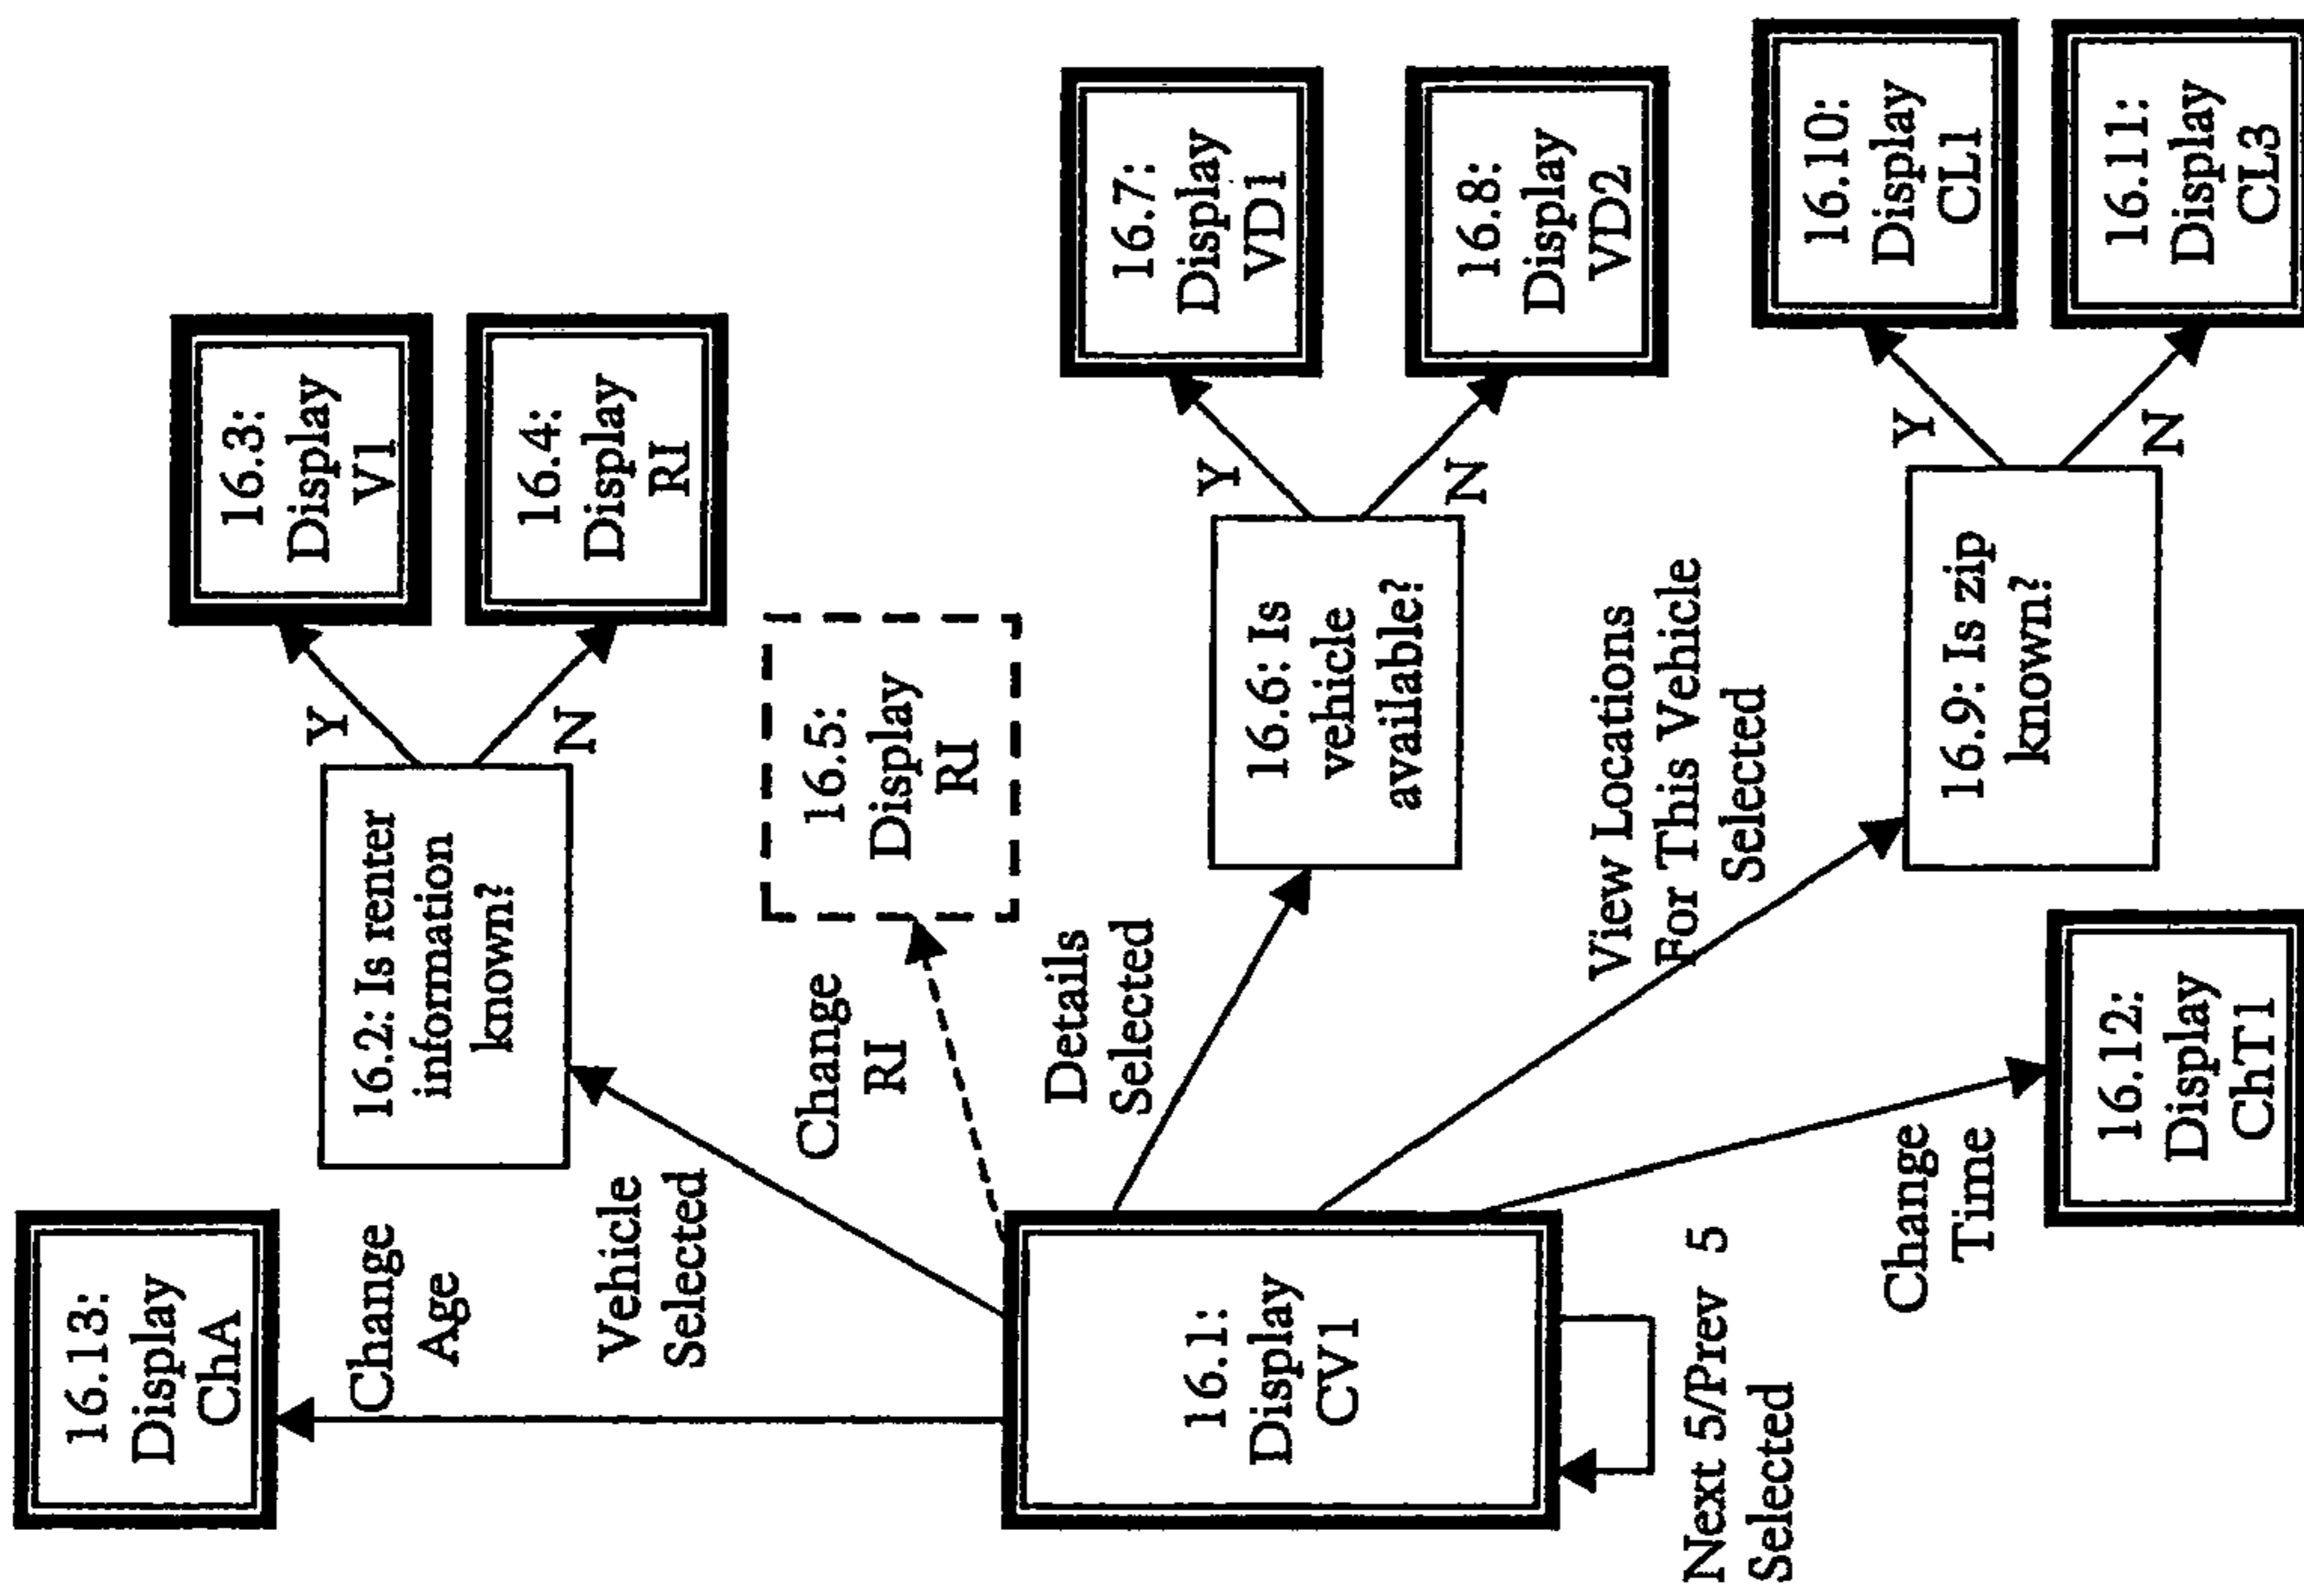 16.13:
Display
ChA
Change
Age
Vehicle
Selected
16.2: Is renter
information
known?
Y
N
16.3:
Display
V1
16.4:
Display
RI
Change
RI
16.5:
Display
RI
16.1:
Display
CV1
Next 5/Prev 5
Selected
Details
Selected
16.6: Is
vehicle
available?
Y
N
16.7:
Display
VD1
16.8:
Display
VD2
View Locations
For This Vehicle
Selected
16.9: Is zip
known?
Y
N
16.10:
Display
CL1
16.11:
Display
CL3
Change
Time
16.12:
Display
ChT1